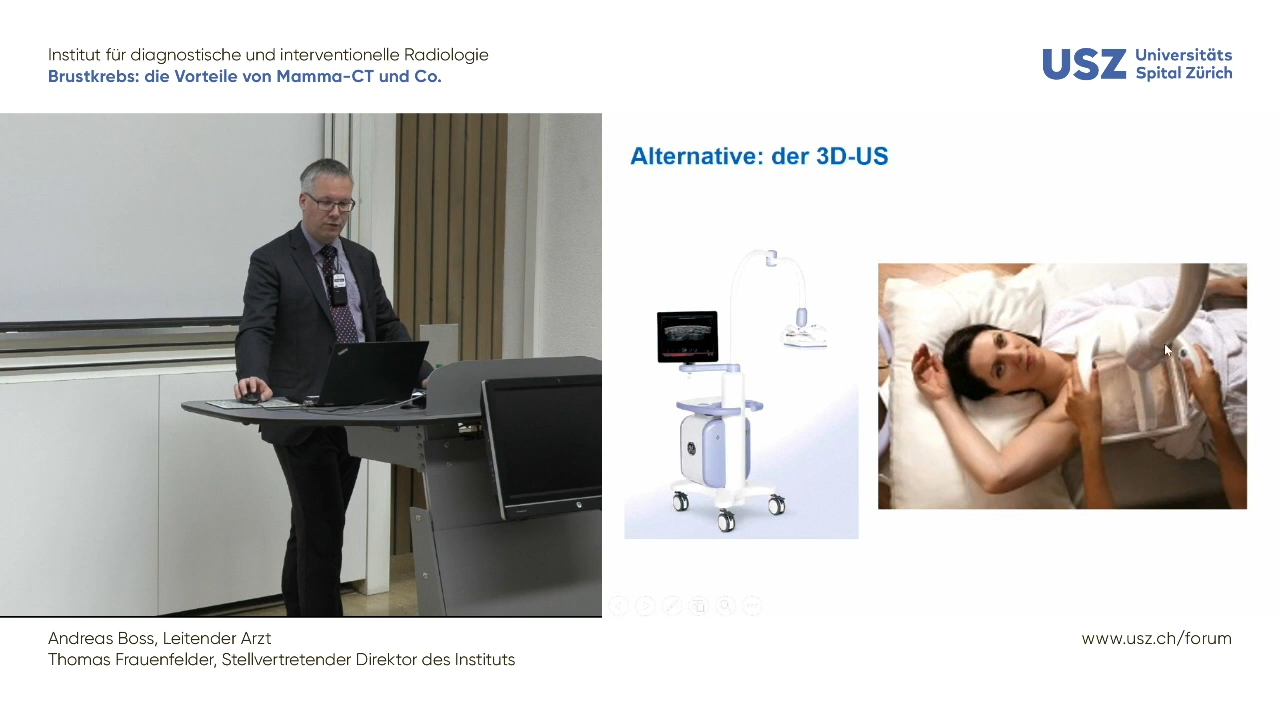 Institut für diagnostische und interventionelle Radiologie
Brustkrebs: die Vorteile von Mamma-CT und Co.
USZ Universitäts
Spital Zürich
Alternative: der 3D-US
Andreas Boss, Leitender Arzt
Thomas Frauenfelder, Stellvertretender Direktor des Instituts
www.usz.ch/forum